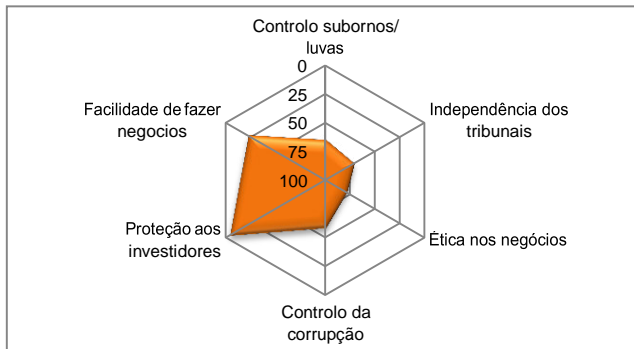 Controlo subornos/
luvas
0
25
50
75
100
Facilidade de fazer
negocios
Independência dos
tribunais
Proteção aos
investidores
Ética nos negócios
Controlo da
corrupção